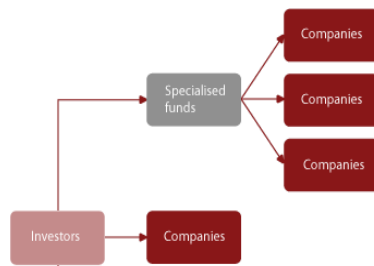 Companies
Specialised
funds
Companies
Companies
Investors
Companies